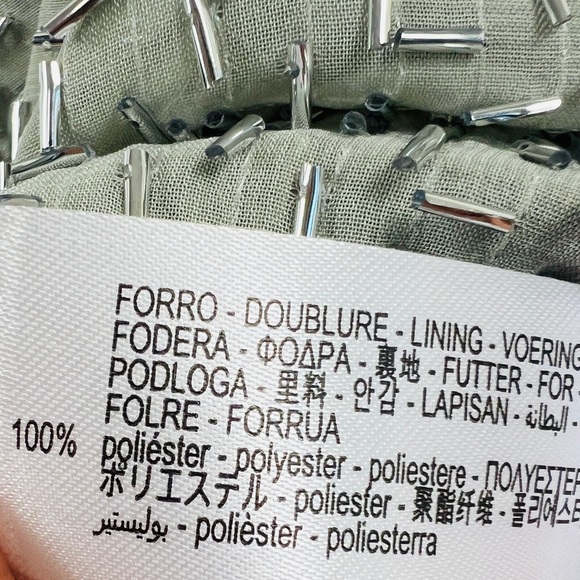 FORRO - DOUBLURE - LINING - VOERING
FODERA - ΦΟΔΡΑ - 裏地 - FUTTER - FOR -
PODLOGA - 里料 - 안감 - LAPISAN - البطانة -
FOLRE - FORRUA
100% poliéster - polyester - poliestere - ΠΟΛΥΕΣΤΕΡ
ポリエステル - poliester - 聚酯纤维 - 폴리에스테
بوليستير - polièster - poliesterra